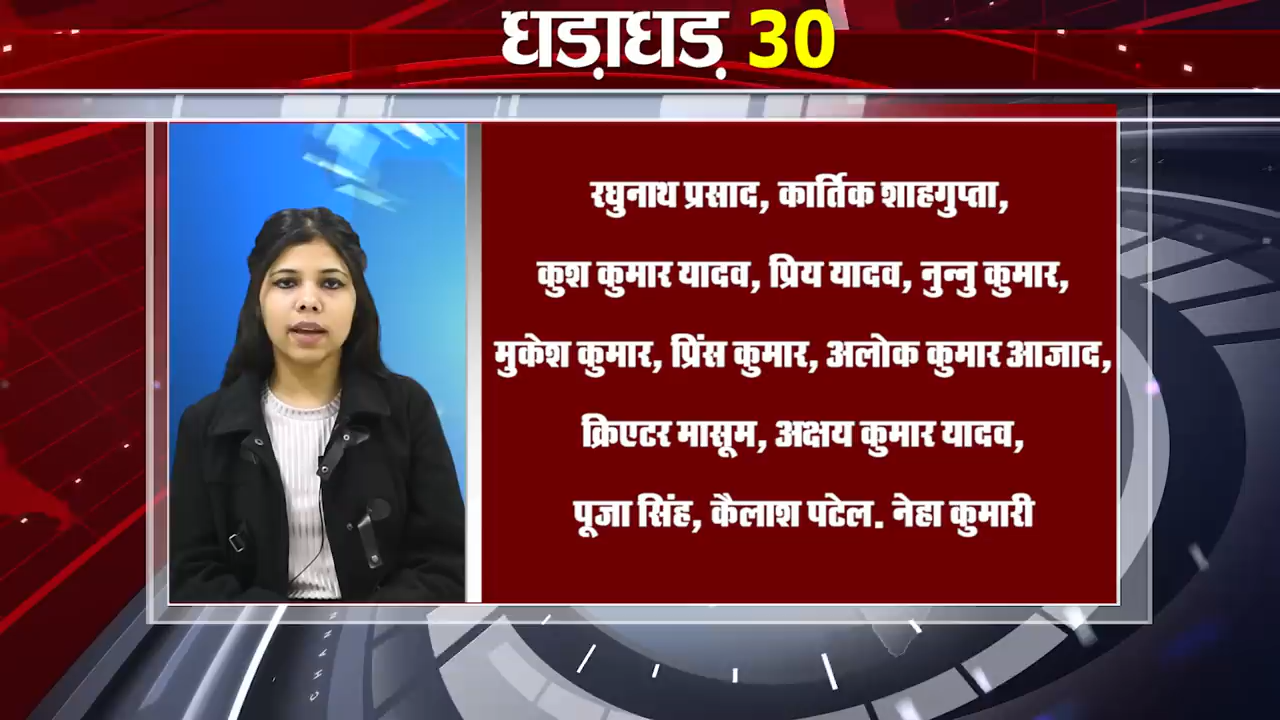 धड़ाधड़ 30
रघुनाथ प्रसाद, कार्तिक शाहगुप्ता,
कुश कुमार यादव, प्रिय यादव, नुन्नु कुमार,
मुकेश कुमार, प्रिंस कुमार, अलोक कुमार आजाद,
क्रिएटर मासूम, अक्षय कुमार यादव,
पूजा सिंह, कैलाश पटेल. नेहा कुमारी